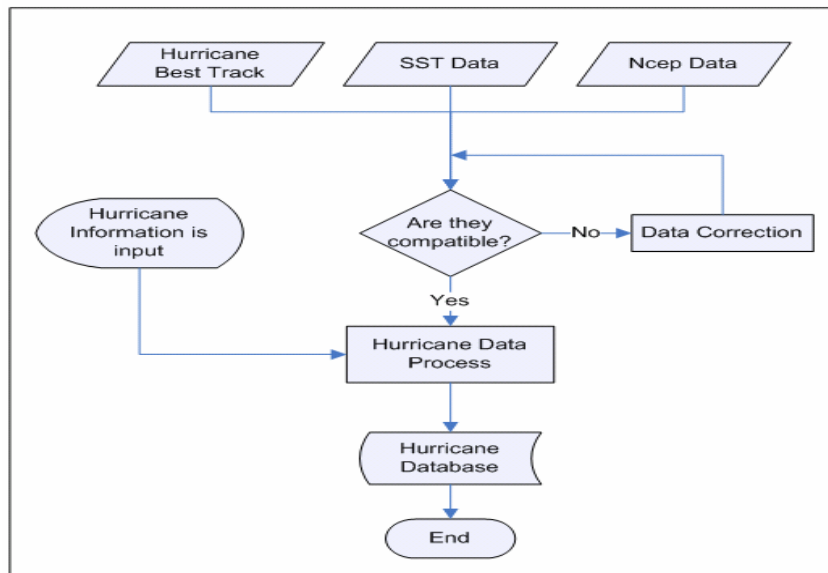 Hurricane
Best Track
SST Data
Ncep Data
Hurricane
Information is
input
Are they
compatible?
No
Data Correction
Yes
Hurricane Data
Process
Hurricane
Database
End